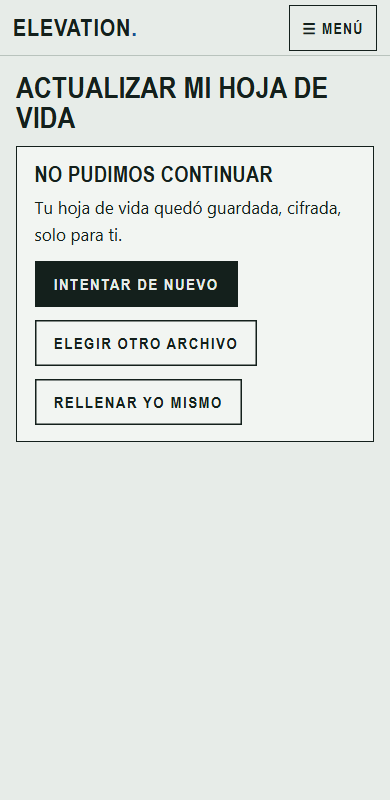 ELEVATION.
☰ MENÚ
ACTUALIZAR MI HOJA DE
VIDA
NO PUDIMOS CONTINUAR
Tu hoja de vida quedó guardada, cifrada,
solo para ti.
INTENTAR DE NUEVO
ELEGIR OTRO ARCHIVO
RELLENAR YO MISMO